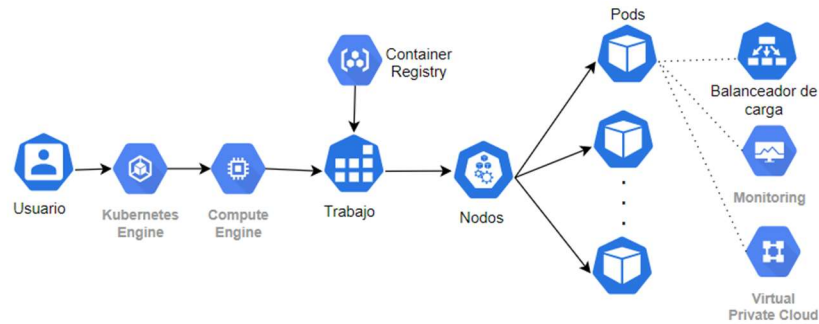 Pods
Container
Registry
Balanceador de
carga
Usuario
Kubernetes
Engine
Compute
Engine
Trabajo
Nodos
Monitoring
Virtual
Private Cloud